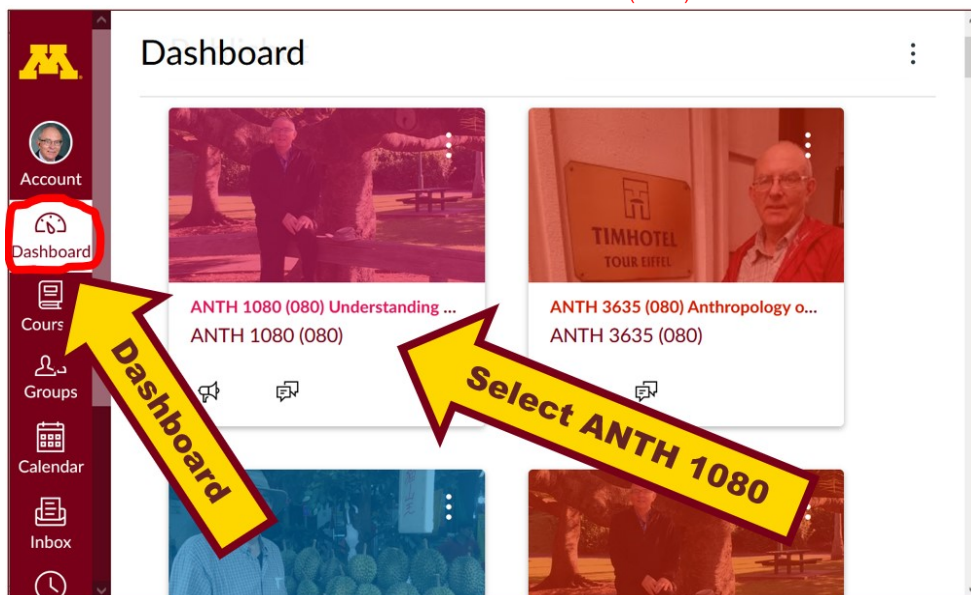 Dashboard
Account
Dashboard
Cours
Groups
Calendar
Inbox
TIMHOTEL
TOUR EIFFEL
ANTH 1080 (080) Understanding ...
ANTH 1080 (080)
ANTH 3635 (080) Anthropology o...
ANTH 3635 (080)
Dashboard
Select ANTH 1080